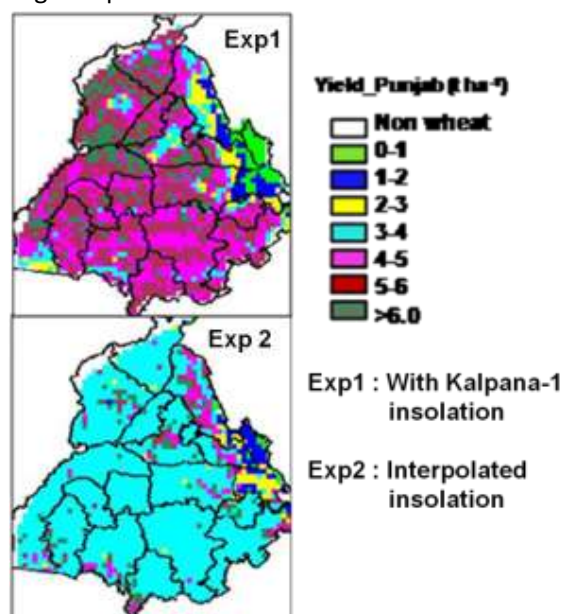 Exp1
Yield_Punjab (t ha⁻¹)
Non wheat
0-1
1-2
2-3
3-4
4-5
5-6
>6.0
Exp 2
Exp1 : With Kalpana-1
insolation
Exp2 : Interpolated
insolation